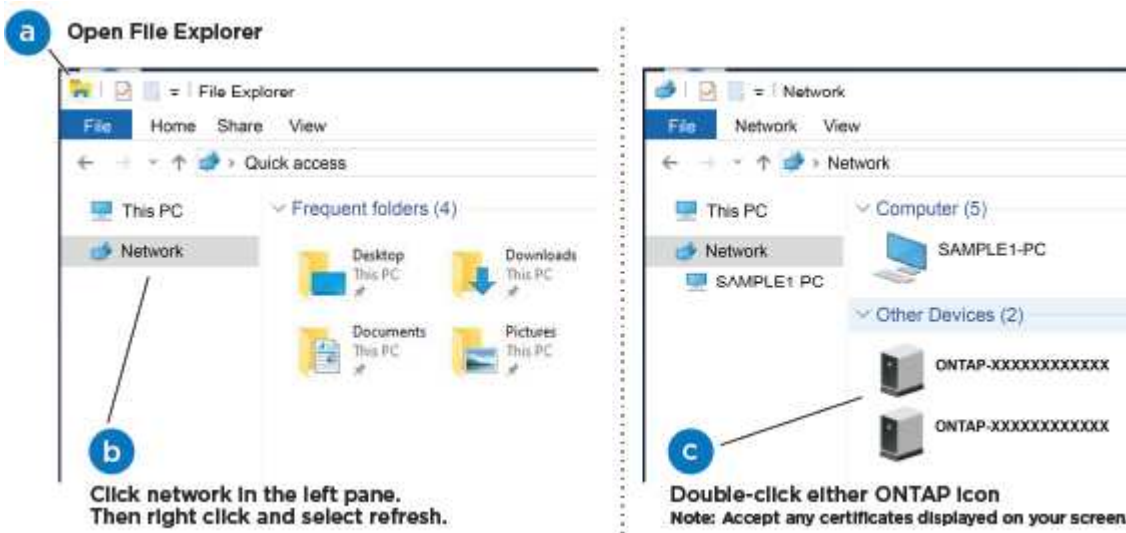 a Open File Explorer
File Explorer
File Home Share View
Quick access
This PC
Network
Frequent folders (4)
Desktop
This PC
Downloads
This PC
Documents
This PC
Pictures
This PC
b
Click network in the left pane.
Then right click and select refresh.
Network
File Network View
Network
This PC
Network
SAMPLE1 PC
Computer (5)
SAMPLE1-PC
Other Devices (2)
ONTAP-XXXXXXXXXXXX
ONTAP-XXXXXXXXXXXX
c
Double-click either ONTAP icon
Note: Accept any certificates displayed on your screen.